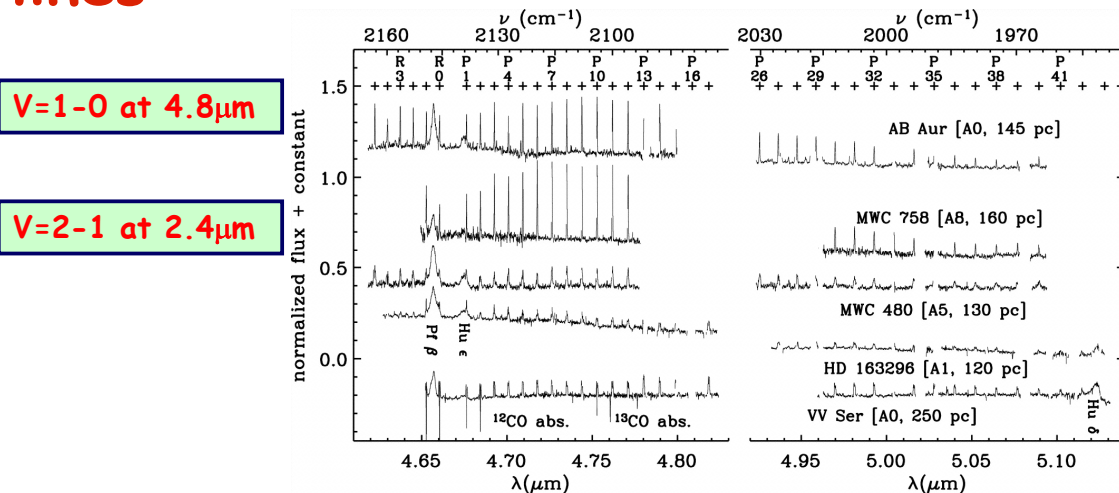 lines
V=1-0 at 4.8μm
V=2-1 at 2.4μm
ν (cm⁻¹)
2160 2130 2100
R R P P P P P P
3 0 1 4 7 10 13 16
ν (cm⁻¹)
2030 2000 1970
P P P P P P
26 29 32 35 38 41
normalized flux + constant
1.5
1.0
0.5
0.0
AB Aur [A0, 145 pc]
MWC 758 [A8, 160 pc]
MWC 480 [A5, 130 pc]
HD 163296 [A1, 120 pc]
VV Ser [A0, 250 pc]
Pf β
Hu ε
Hu δ
¹²CO abs. ¹³CO abs.
4.65 4.70 4.75 4.80
λ(μm)
4.95 5.00 5.05 5.10
λ(μm)